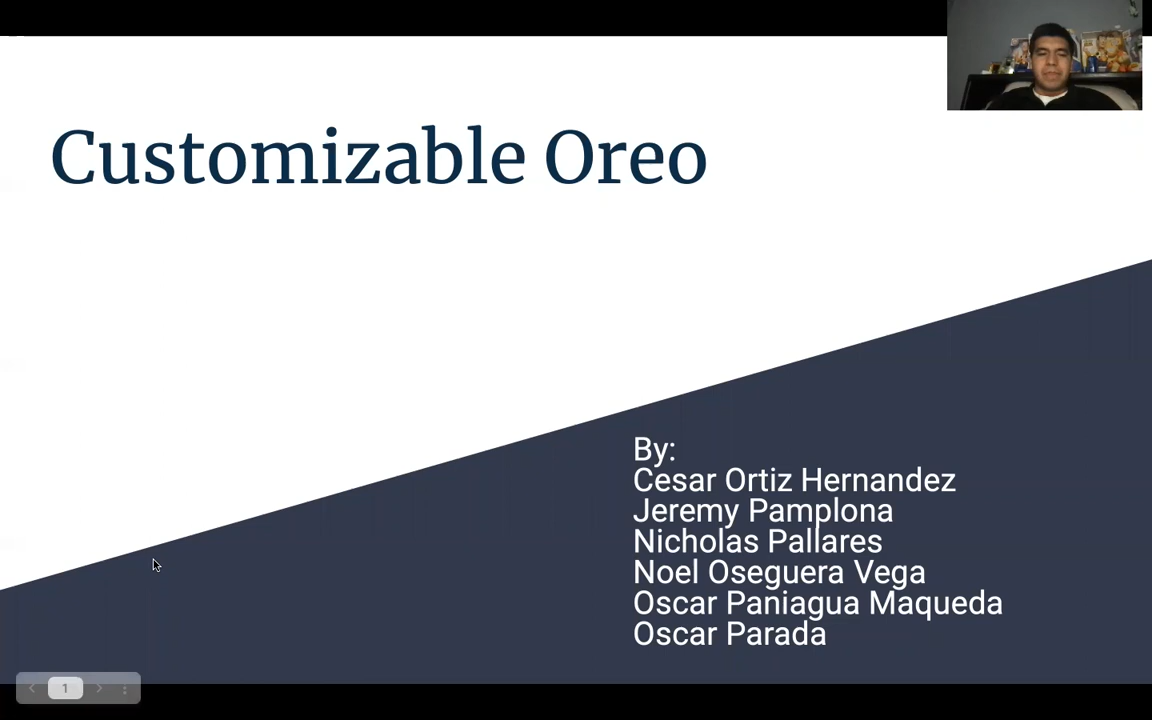 Customizable Oreo
By:
Cesar Ortiz Hernandez
Jeremy Pamplona
Nicholas Pallares
Noel Oseguera Vega
Oscar Paniagua Maqueda
Oscar Parada
1